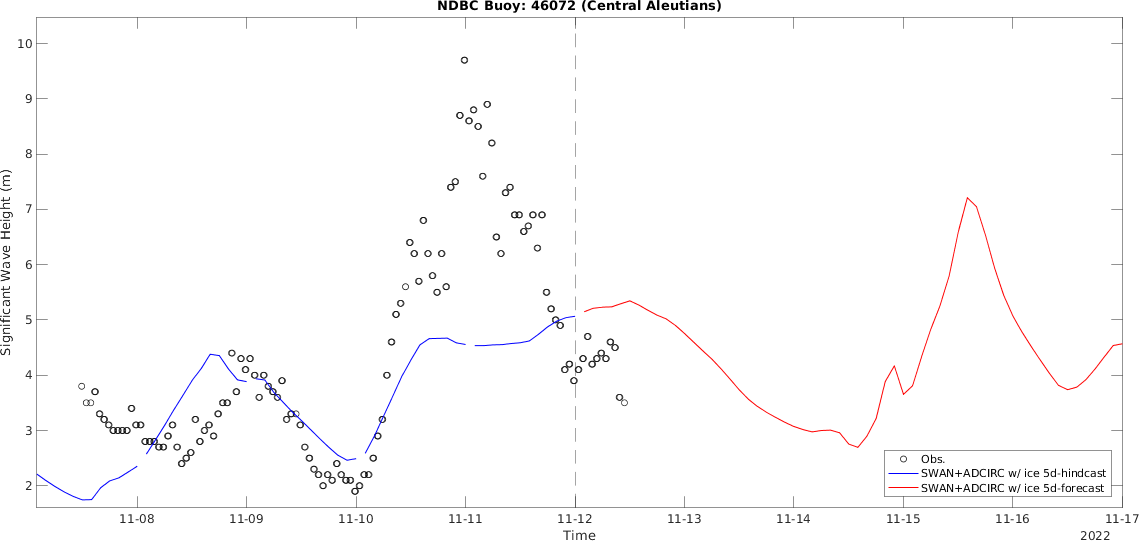 NDBC Buoy: 46072 (Central Aleutians)
10
9
8
7
6
5
4
3
2
Significant Wave Height (m)
Obs.
SWAN+ADCIRC w/ ice 5d-hindcast
SWAN+ADCIRC w/ ice 5d-forecast
11-08 11-09 11-10 11-11 11-12 11-13 11-14 11-15 11-16 11-17
Time
2022